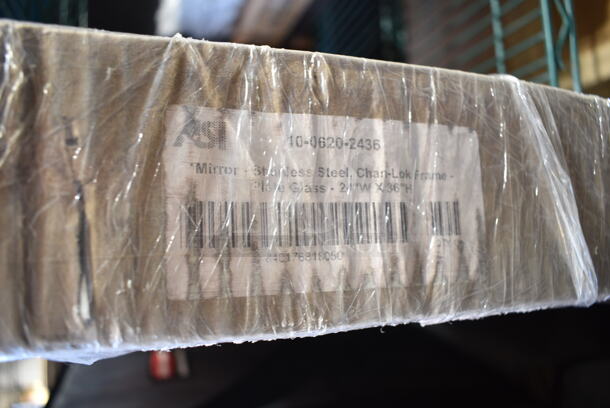 ASI
10-0620-2436
*Mirror - Stainless Steel, Chan-Lok Frame -
Plate Glass - 24"W X 36"H